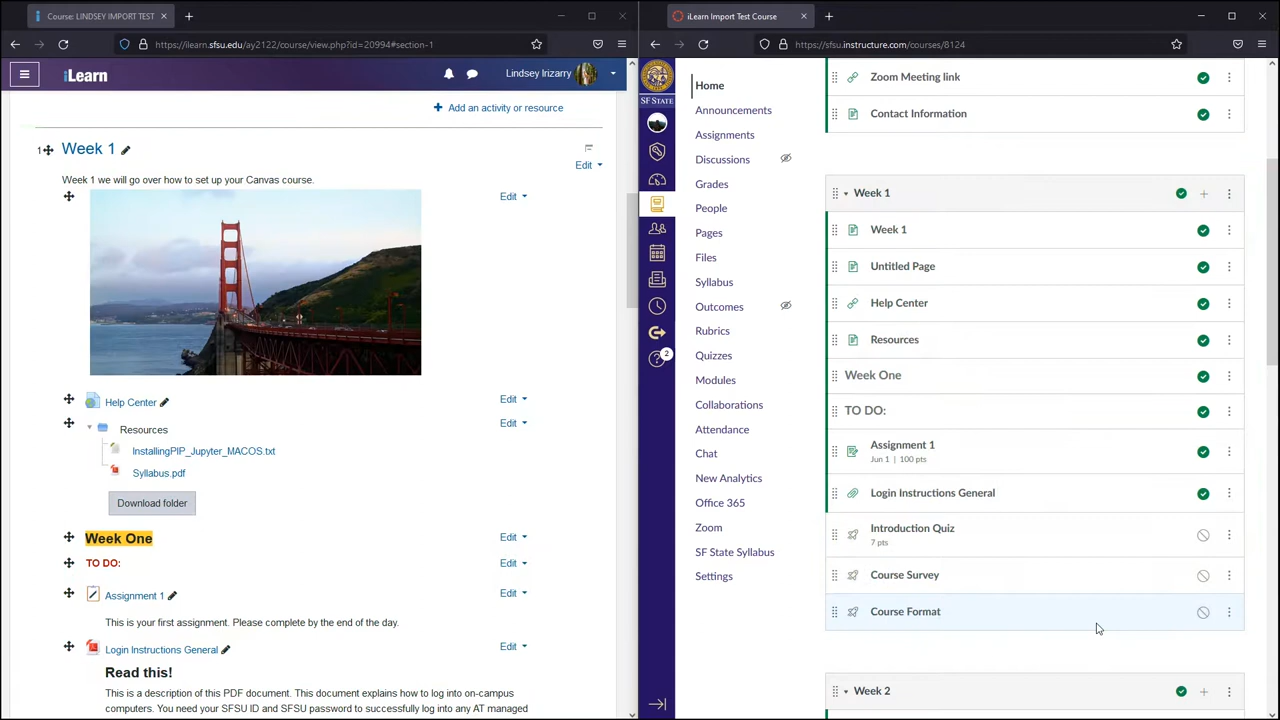 Course: LINDSEY IMPORT TEST
https://ilearn.sfsu.edu/ay2122/course/view.php?id=20994#section-1
iLearn
Lindsey Irizarry
Add an activity or resource
1
Week 1
Edit
Week 1 we will go over how to set up your Canvas course.
Edit
Help Center
Edit
Resources
Edit
InstallingPIP_Jupyter_MACOS.txt
Syllabus.pdf
Download folder
Week One
Edit
TO DO:
Edit
Assignment 1
Edit
This is your first assignment. Please complete by the end of the day.
Login Instructions General
Edit
Read this!
This is a description of this PDF document. This document explains how to log into on-campus
computers. You need your SFSU ID and SFSU password to successfully log into any AT managed
iLearn Import Test Course
https://sfsu.instructure.com/courses/8124
SF STATE
2
Home
Announcements
Assignments
Discussions
Grades
People
Pages
Files
Syllabus
Outcomes
Rubrics
Quizzes
Modules
Collaborations
Attendance
Chat
New Analytics
Office 365
Zoom
SF State Syllabus
Settings
Zoom Meeting link
Contact Information
Week 1
Week 1
Untitled Page
Help Center
Resources
Week One
TO DO:
Assignment 1
Jun 1 | 100 pts
Login Instructions General
Introduction Quiz
7 pts
Course Survey
Course Format
Week 2